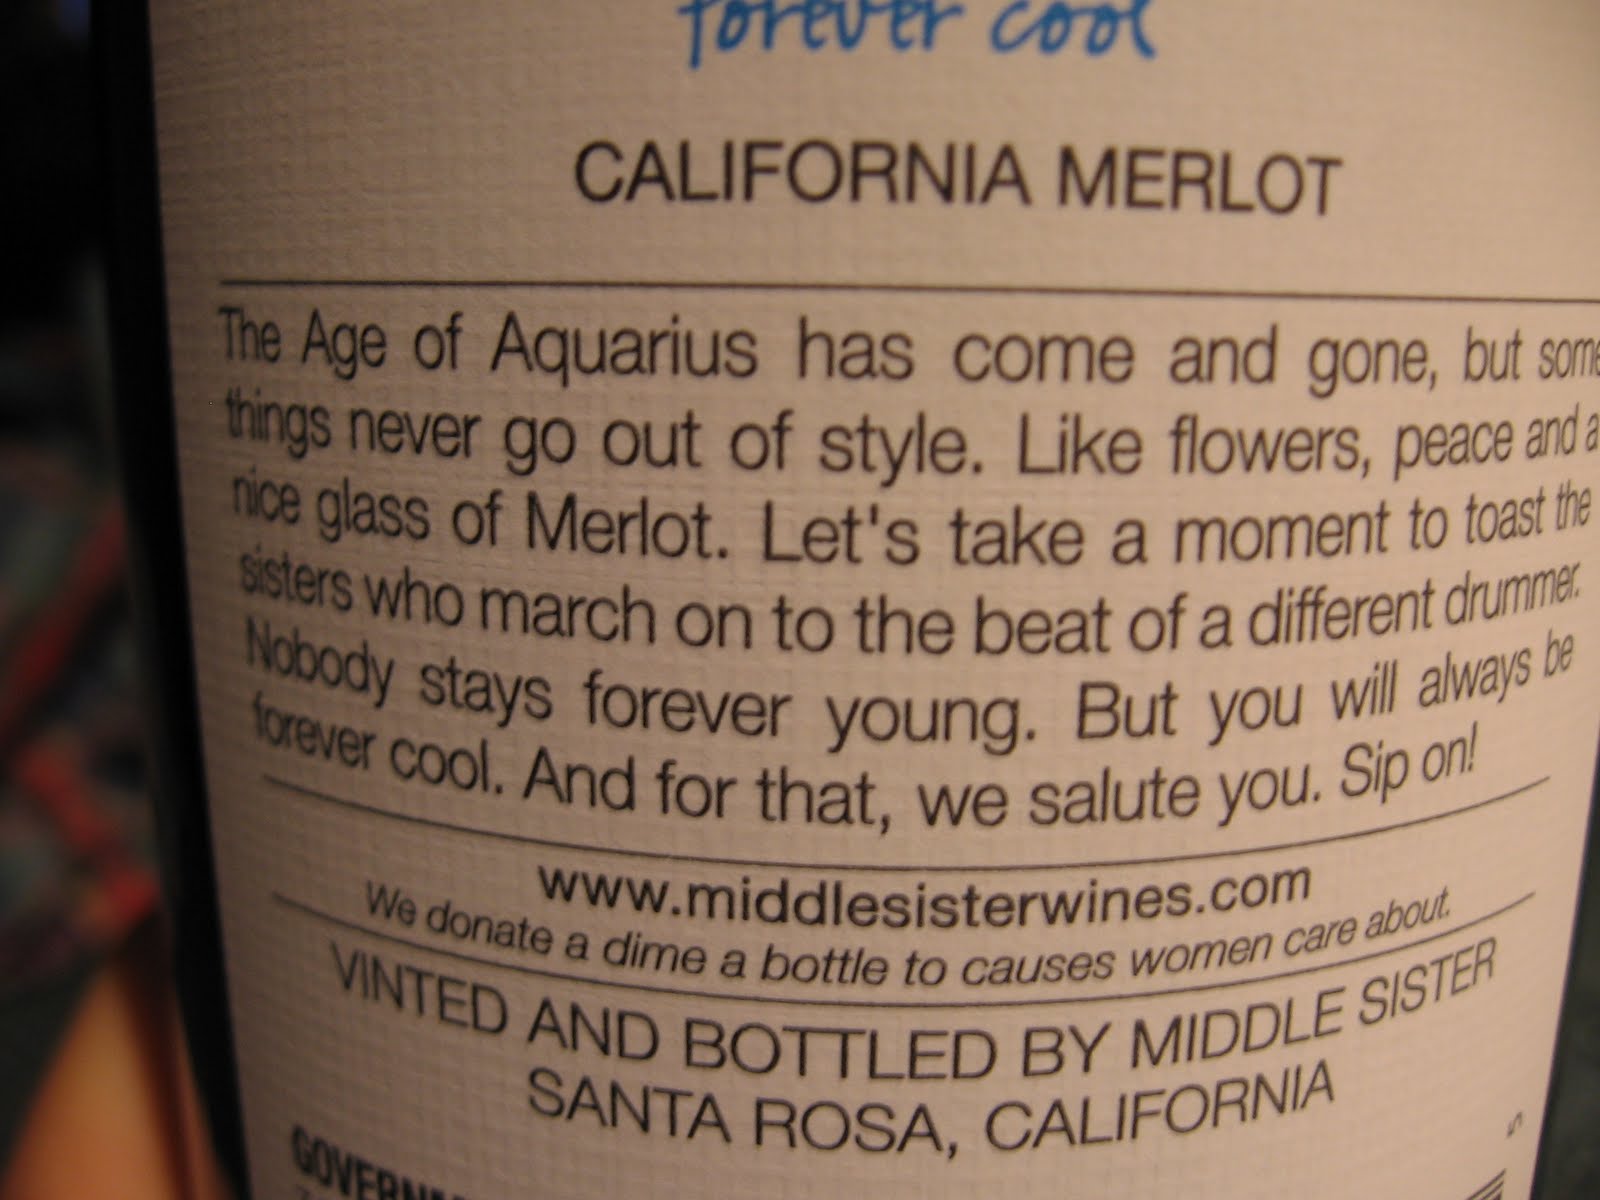 forever cool
CALIFORNIA MERLOT
The Age of Aquarius has come and gone, but some
things never go out of style. Like flowers, peace and a
nice glass of Merlot. Let's take a moment to toast the
sisters who march on to the beat of a different drummer.
Nobody stays forever young. But you will always be
forever cool. And for that, we salute you. Sip on!
www.middlesisterwines.com
We donate a dime a bottle to causes women care about.
VINTED AND BOTTLED BY MIDDLE SISTER
SANTA ROSA, CALIFORNIA